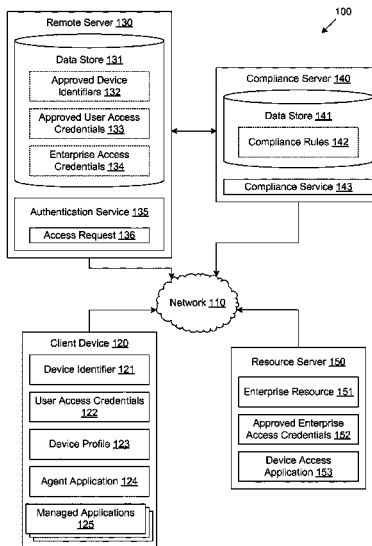 100
Remote Server 130
Data Store 131
Approved Device
Identifiers 132
Approved User Access
Credentials 133
Enterprise Access
Credentials 134
Authentication Service 135
Access Request 136
Compliance Server 140
Data Store 141
Compliance Rules 142
Compliance Service 143
Network 110
Client Device 120
Device Identifier 121
User Access Credentials
122
Device Profile 123
Agent Application 124
Managed Applications
125
Resource Server 150
Enterprise Resource 151
Approved Enterprise
Access Credentials 152
Device Access
Application 153